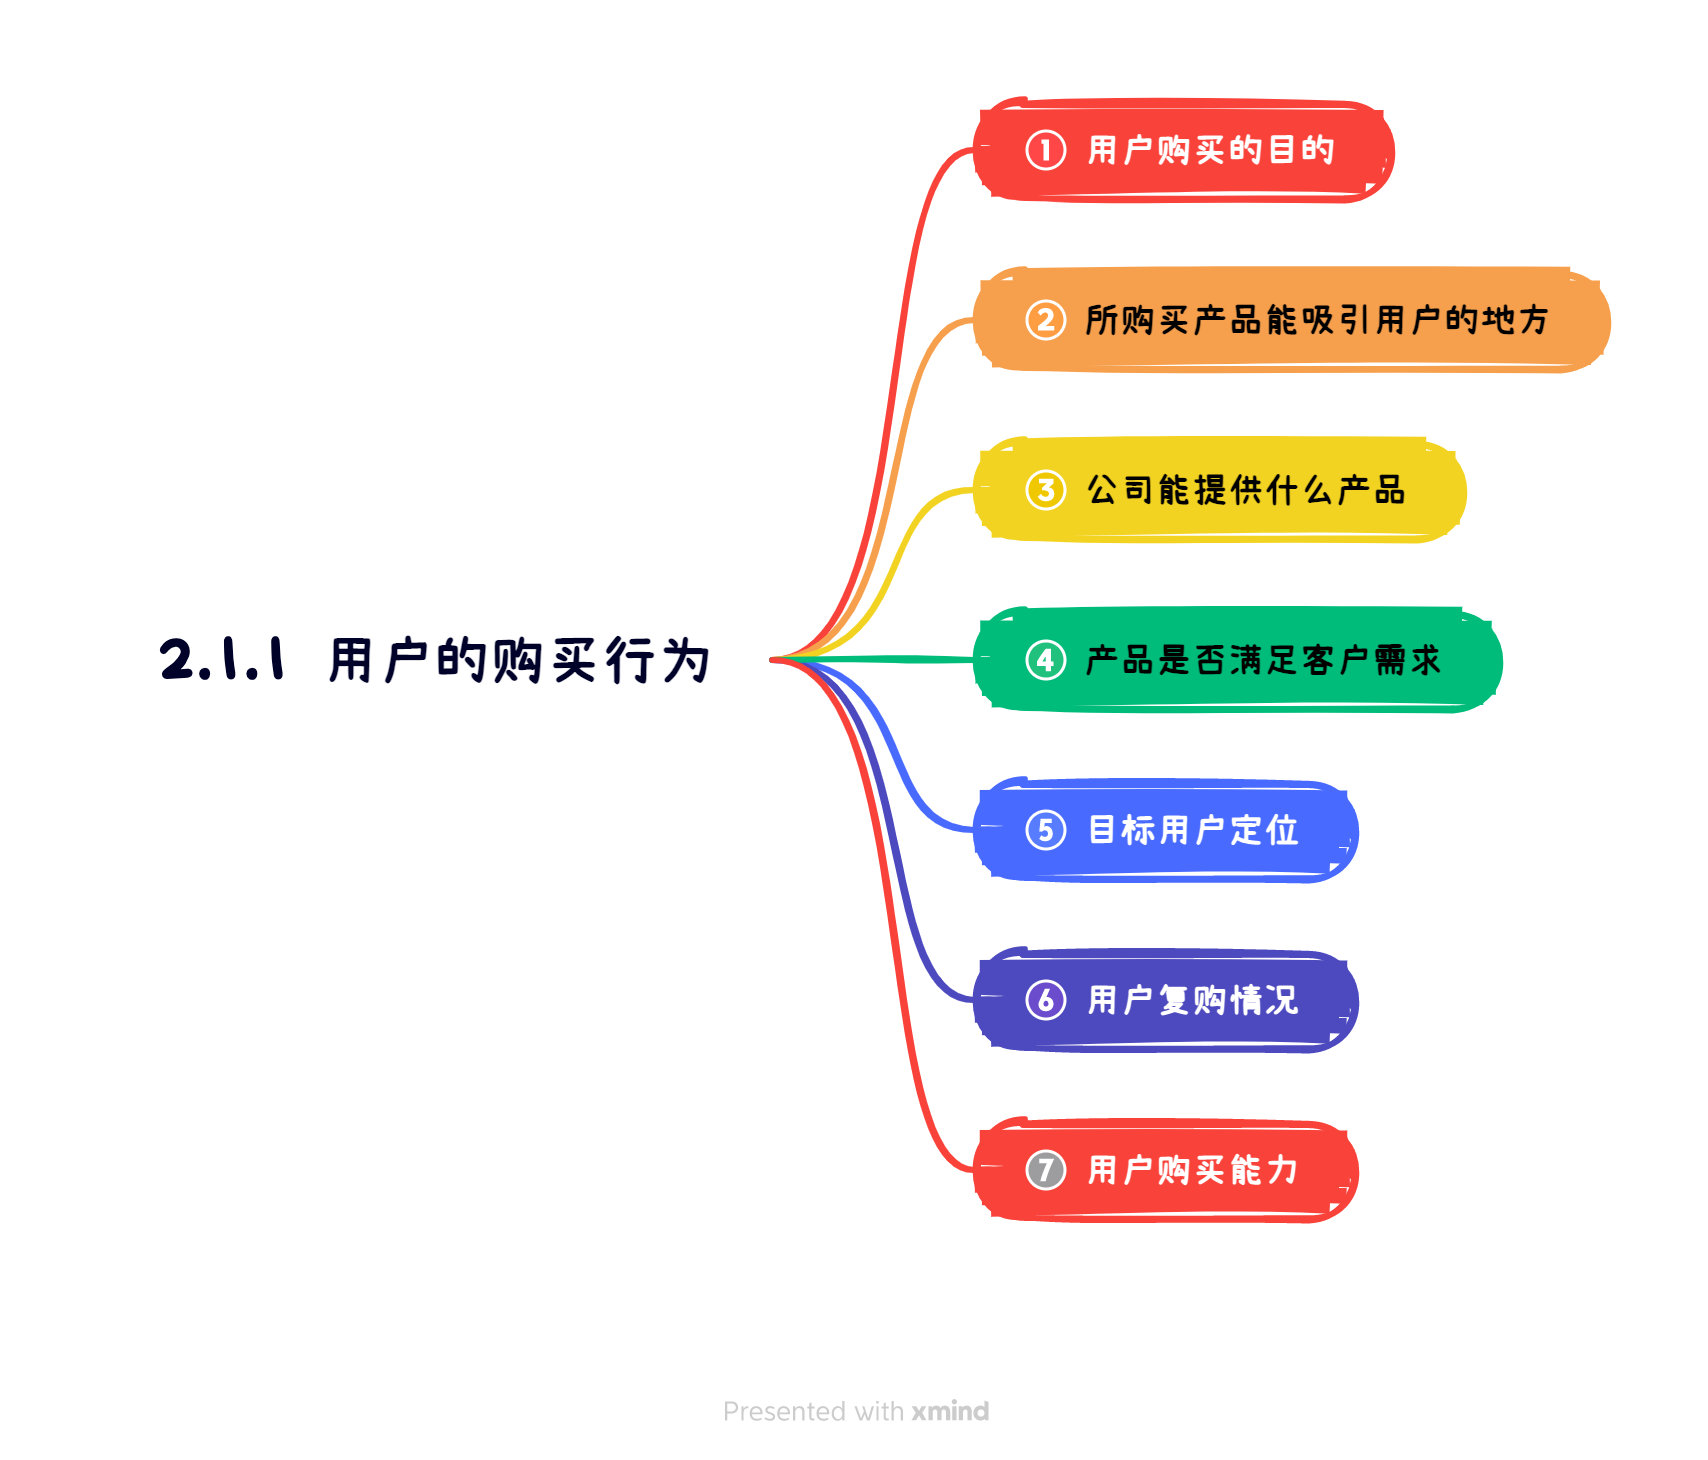 ① 用户购买的目的
② 所购买产品能吸引用户的地方
③ 公司能提供什么产品
2.1.1 用户的购买行为
④ 产品是否满足客户需求
⑤ 目标用户定位
⑥ 用户复购情况
⑦ 用户购买能力
Presented with xmind